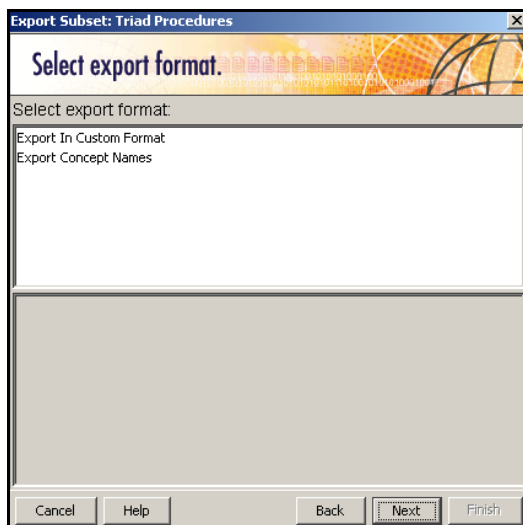 Export Subset: Triad Procedures
Select export format.
Select export format:
Export In Custom Format
Export Concept Names
Cancel Help Back Next Finish